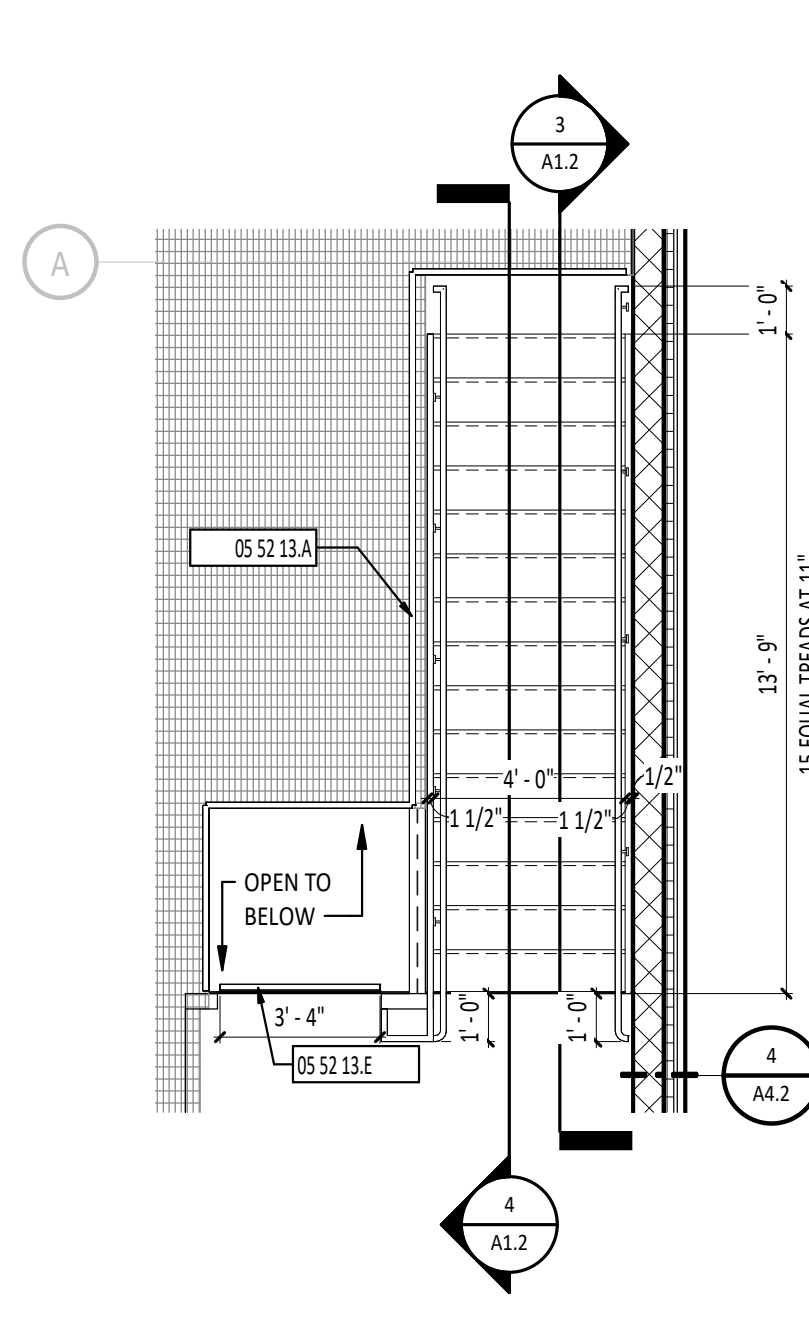 3
A1.2
A
1' - 0"
05 52 13.A
13' - 9"
15 EQUAL TREADS AT 11"
4' - 0"
1/2"
1 1/2"
1 1/2"
OPEN TO
BELOW
3' - 4"
1' - 0"
1' - 0"
05 52 13.E
4
A4.2
4
A1.2